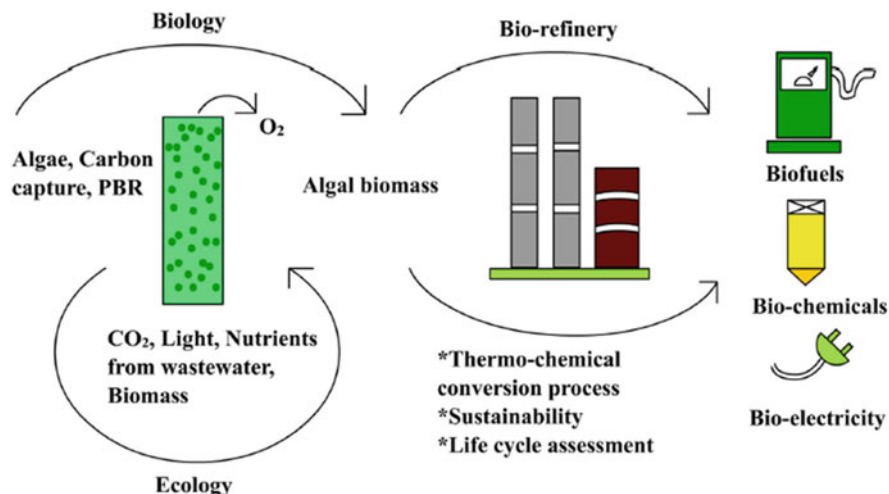 Biology
Bio-refinery
O₂
Algae, Carbon
capture, PBR
Algal biomass
Biofuels
CO₂, Light, Nutrients
from wastewater,
Biomass
*Thermo-chemical
conversion process
*Sustainability
*Life cycle assessment
Bio-chemicals
Bio-electricity
Ecology